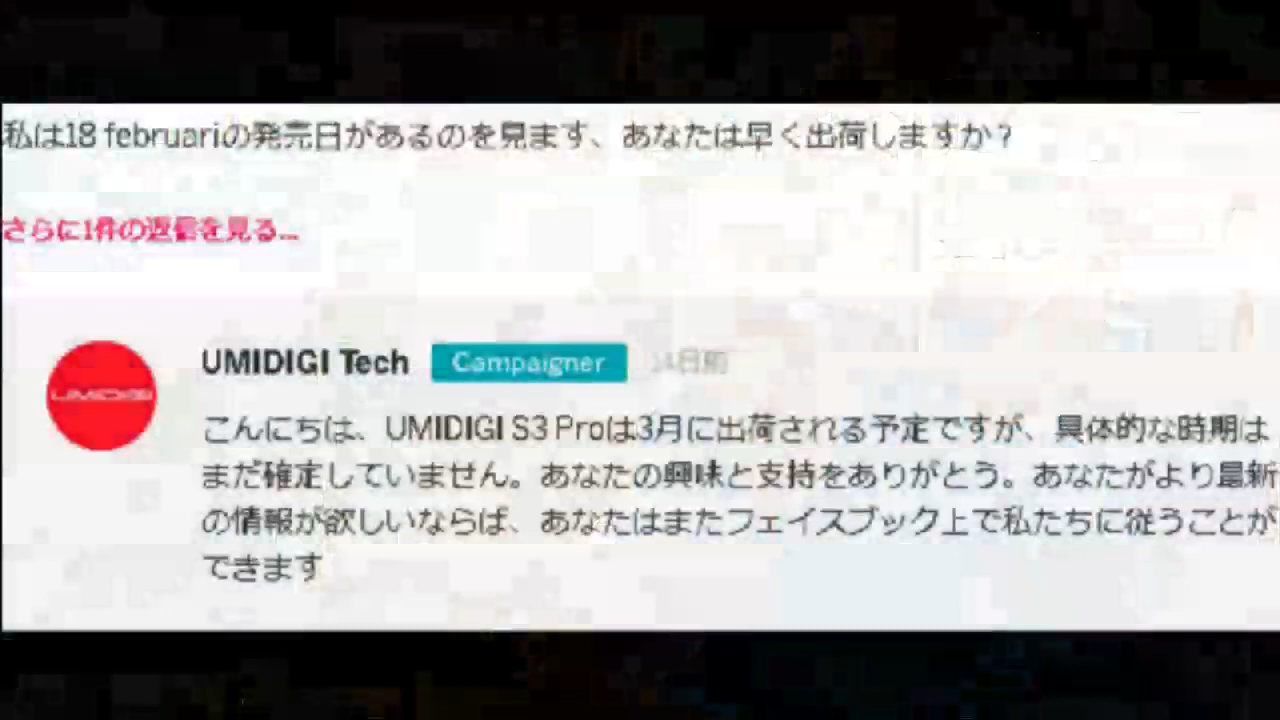 私は18 februariの発売日があるのを見ます、あなたは早く出荷しますか？
さらに1件の返信を見る...
UMIDIGI Tech Campaigner 14日前
UMIDIGI
こんにちは、UMIDIGI S3 Proは3月に出荷される予定ですが、具体的な時期は
まだ確定していません。あなたの興味と支持をありがとう。あなたがより最新
の情報が欲しいならば、あなたはまたフェイスブック上で私たちに従うことが
できます